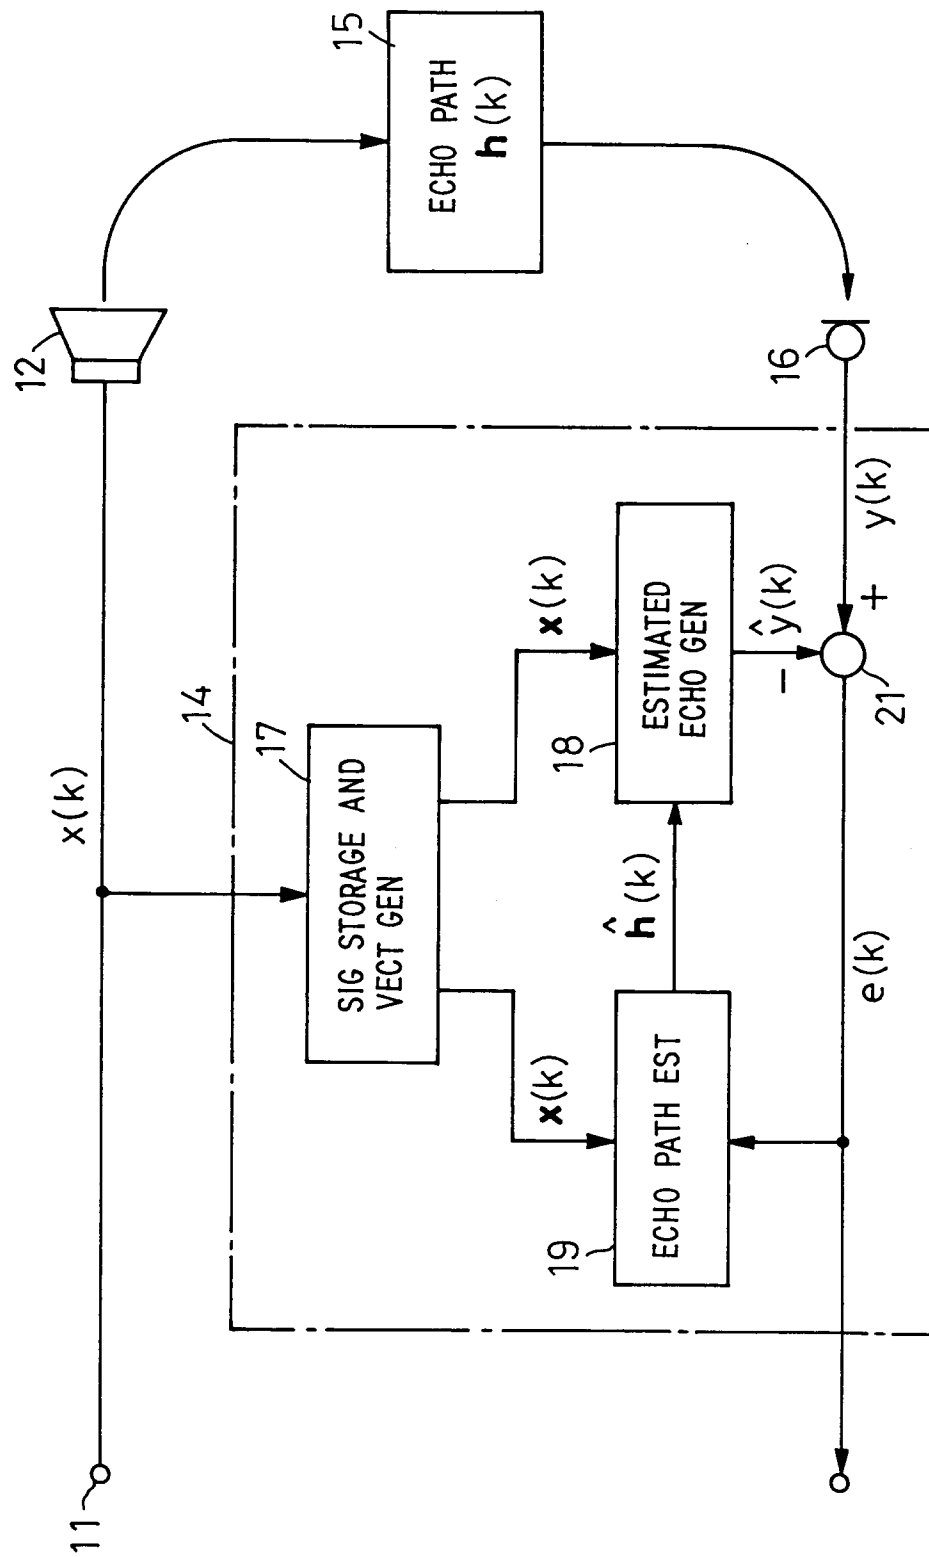 11
x(k)
12
14
17
SIG STORAGE AND
VECT GEN
15
ECHO PATH
h(k)
x(k)
x(k)
19
ECHO PATH EST
ĥ(k)
18
ESTIMATED
ECHO GEN
ŷ(k)
-
+
16
y(k)
21
e(k)